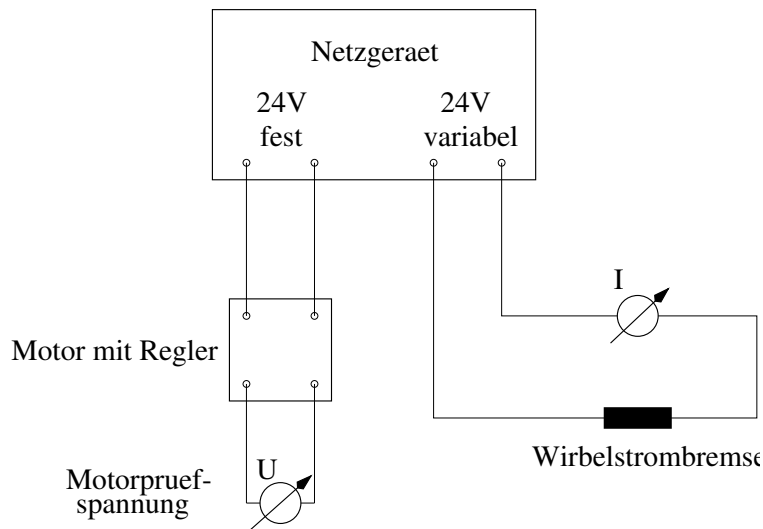 Netzgeraet
24V
fest
24V
variabel
I
Motor mit Regler
Wirbelstrombremse
U
Motorpruef-
spannung